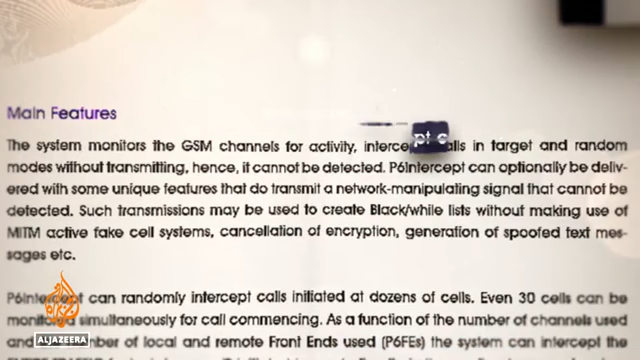 Main Features
The system monitors the GSM channels for activity, intercept calls in target and random
modes without transmitting, hence, it cannot be detected. P6Intercept can optionally be deliv-
ered with some unique features that do transmit a network-manipulating signal that cannot be
detected. Such transmissions may be used to create Black/while lists without making use of
MITM active fake cell systems, cancellation of encryption, generation of spoofed text mes-
sages etc.
P6Intercept can randomly intercept calls initiated at dozens of cells. Even 30 cells can be
monitored simultaneously for call commencing. As a function of the number of channels used
and number of local and remote Front Ends used (P6FEs) the system can intercept the
ALJAZEERA